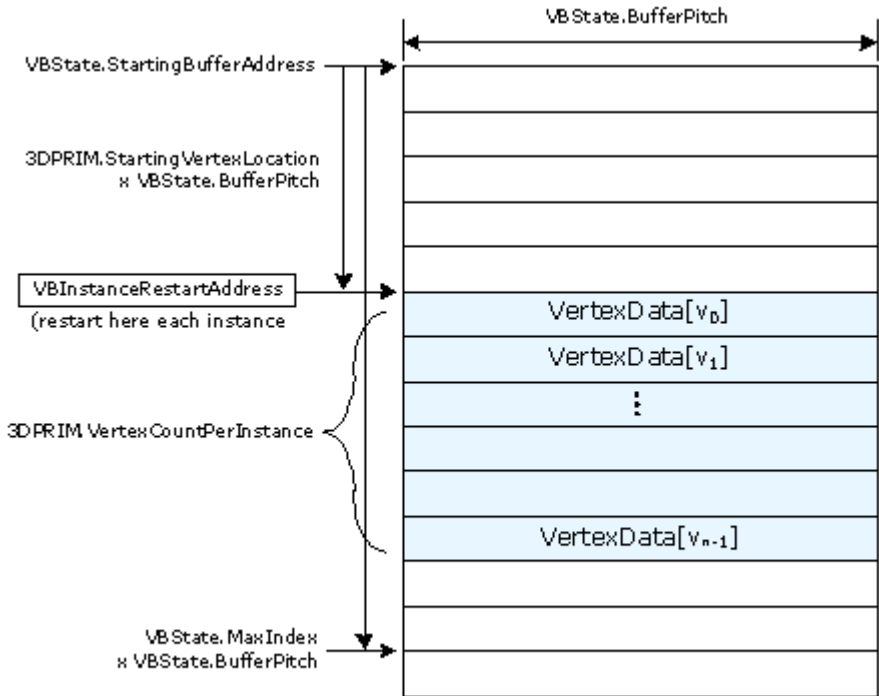 VBState.BufferPitch
VBState.StartingBufferAddress
3DPRIM.StartingVertexLocation
x VBState.BufferPitch
VBInstanceRestartAddress
(restart here each instance
VertexData[v₀]
VertexData[v₁]
⋮
3DPRIM.VertexCountPerInstance
VertexData[vₙ₋₁]
VBState.MaxIndex
x VBState.BufferPitch